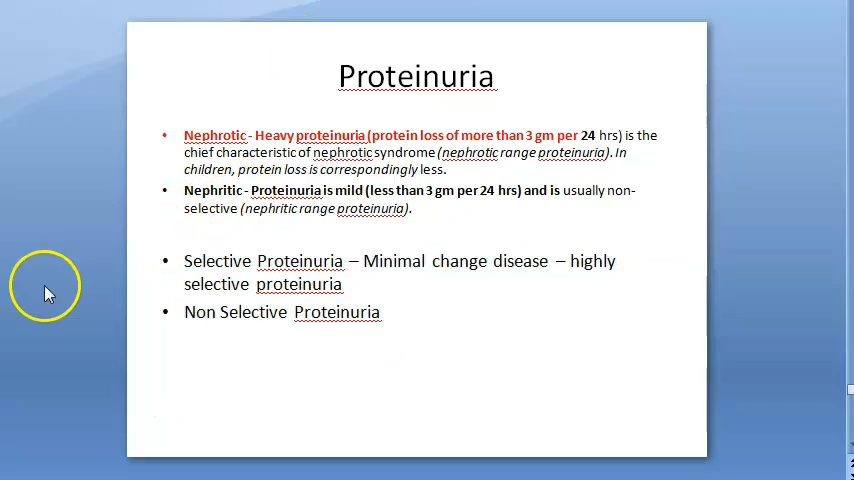 Proteinuria
• Nephrotic - Heavy proteinuria (protein loss of more than 3 gm per 24 hrs) is the
chief characteristic of nephrotic syndrome (nephrotic range proteinuria). In
children, protein loss is correspondingly less.
• Nephritic - Proteinuria is mild (less than 3 gm per 24 hrs) and is usually non-
selective (nephritic range proteinuria).
• Selective Proteinuria – Minimal change disease – highly
selective proteinuria
• Non Selective Proteinuria